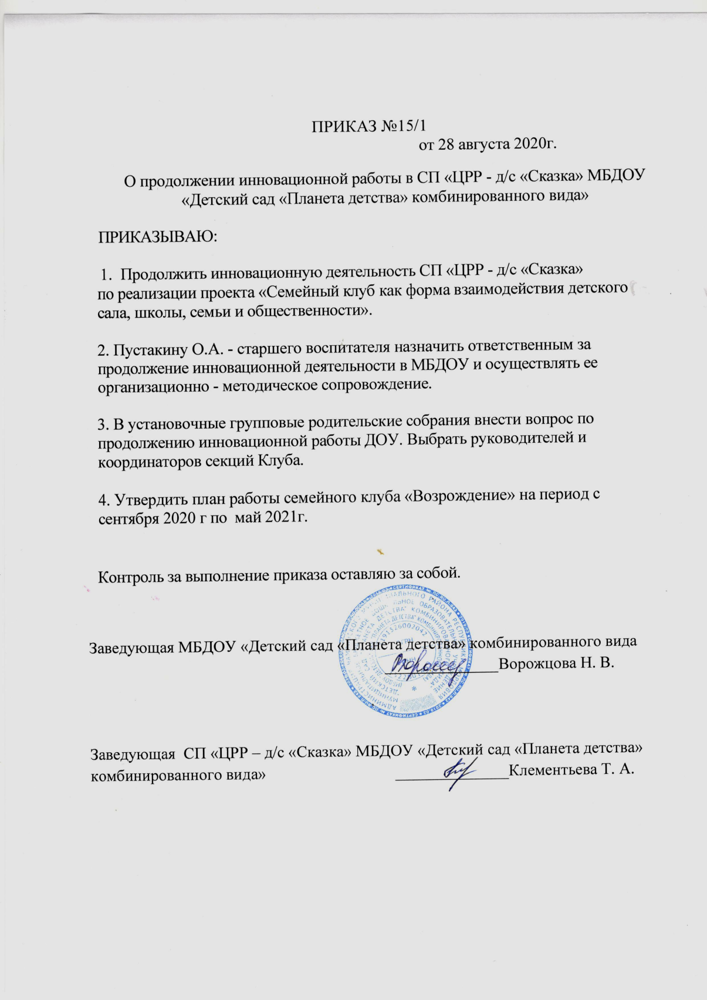 ПРИКАЗ №15/1
от 28 августа 2020г.
О продолжении инновационной работы в СП «ЦРР - д/с «Сказка» МБДОУ
«Детский сад «Планета детства» комбинированного вида»
ПРИКАЗЫВАЮ:
1. Продолжить инновационную деятельность СП «ЦРР - д/с «Сказка»
по реализации проекта «Семейный клуб как форма взаимодействия детского
сала, школы, семьи и общественности».
2. Пустакину О.А. - старшего воспитателя назначить ответственным за
продолжение инновационной деятельности в МБДОУ и осуществлять ее
организационно - методическое сопровождение.
3. В установочные групповые родительские собрания внести вопрос по
продолжению инновационной работы ДОУ. Выбрать руководителей и
координаторов секций Клуба.
4. Утвердить план работы семейного клуба «Возрождение» на период с
сентября 2020 г по май 2021г.
Контроль за выполнение приказа оставляю за собой.
Заведующая МБДОУ «Детский сад «Планета детства» комбинированного вида
Ворожцова Н. В.
Заведующая СП «ЦРР – д/с «Сказка» МБДОУ «Детский сад «Планета детства»
комбинированного вида» Клементьева Т. А.